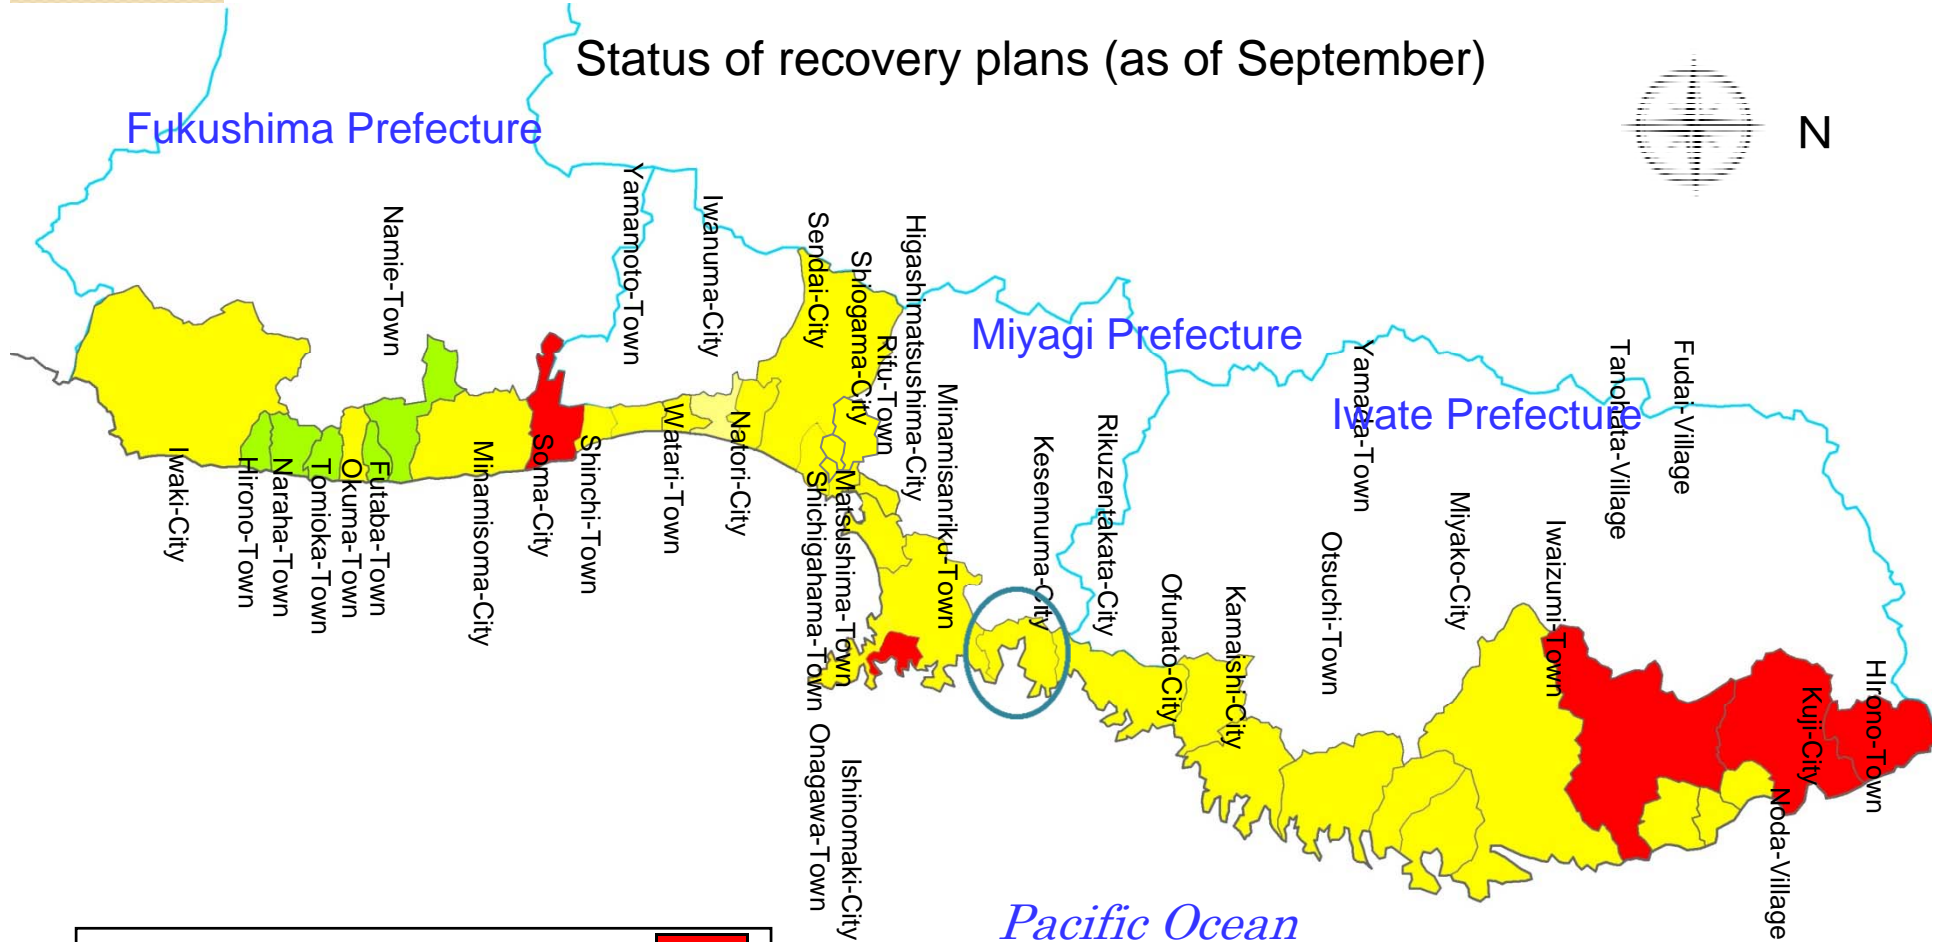 Status of recovery plans (as of September)
N
Fukushima Prefecture
Miyagi Prefecture
Iwate Prefecture
Namie-Town
Yamamoto-Town
Iwanuma-City
Sendai-City
Shiogama-City
Rifu-Town
Higashimatsushima-City
Minamisanriku-Town
Kesennuma-City
Rikuzentakata-City
Yamada-Town
Tanohata-Village
Fudai-Village
Iwaki-City
Hirono-Town
Naraha-Town
Tomioka-Town
Okuma-Town
Futaba-Town
Minamisoma-City
Soma-City
Shinchi-Town
Watari-Town
Natori-City
Shichigahama-Town
Matsushima-Town
Onagawa-Town
Ishinomaki-City
Ofunato-City
Kamaishi-City
Otsuchi-Town
Miyako-City
Iwaizumi-Town
Kuji-City
HIrono-Town
Noda-Village
Pacific Ocean